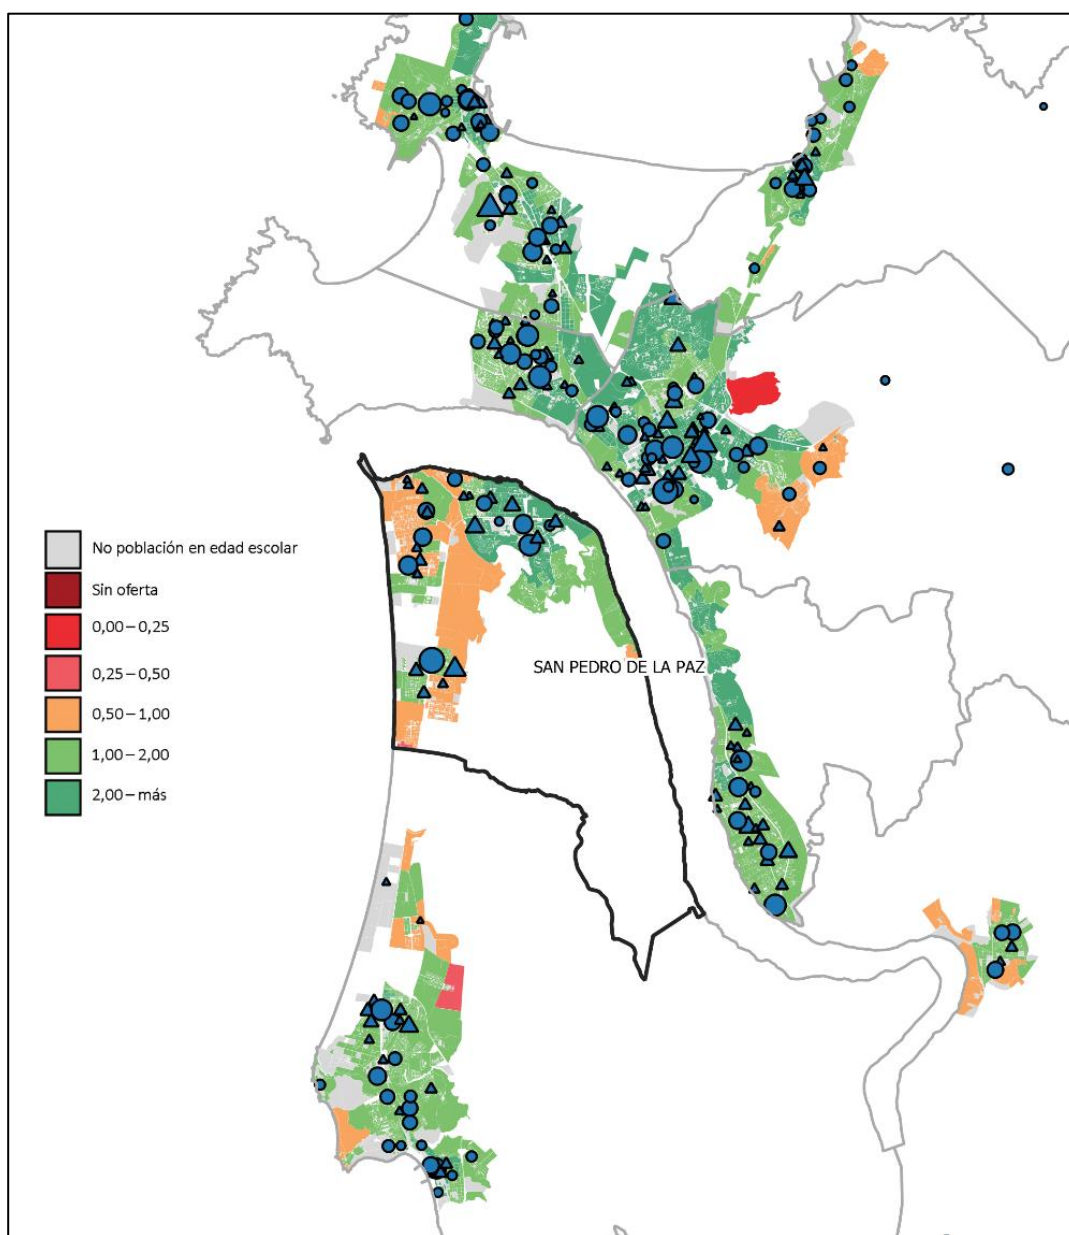 No población en edad escolar
Sin oferta
0,00–0,25
0,25–0,50
0,50–1,00
1,00–2,00
2,00–más
SAN PEDRO DE LA PAZ